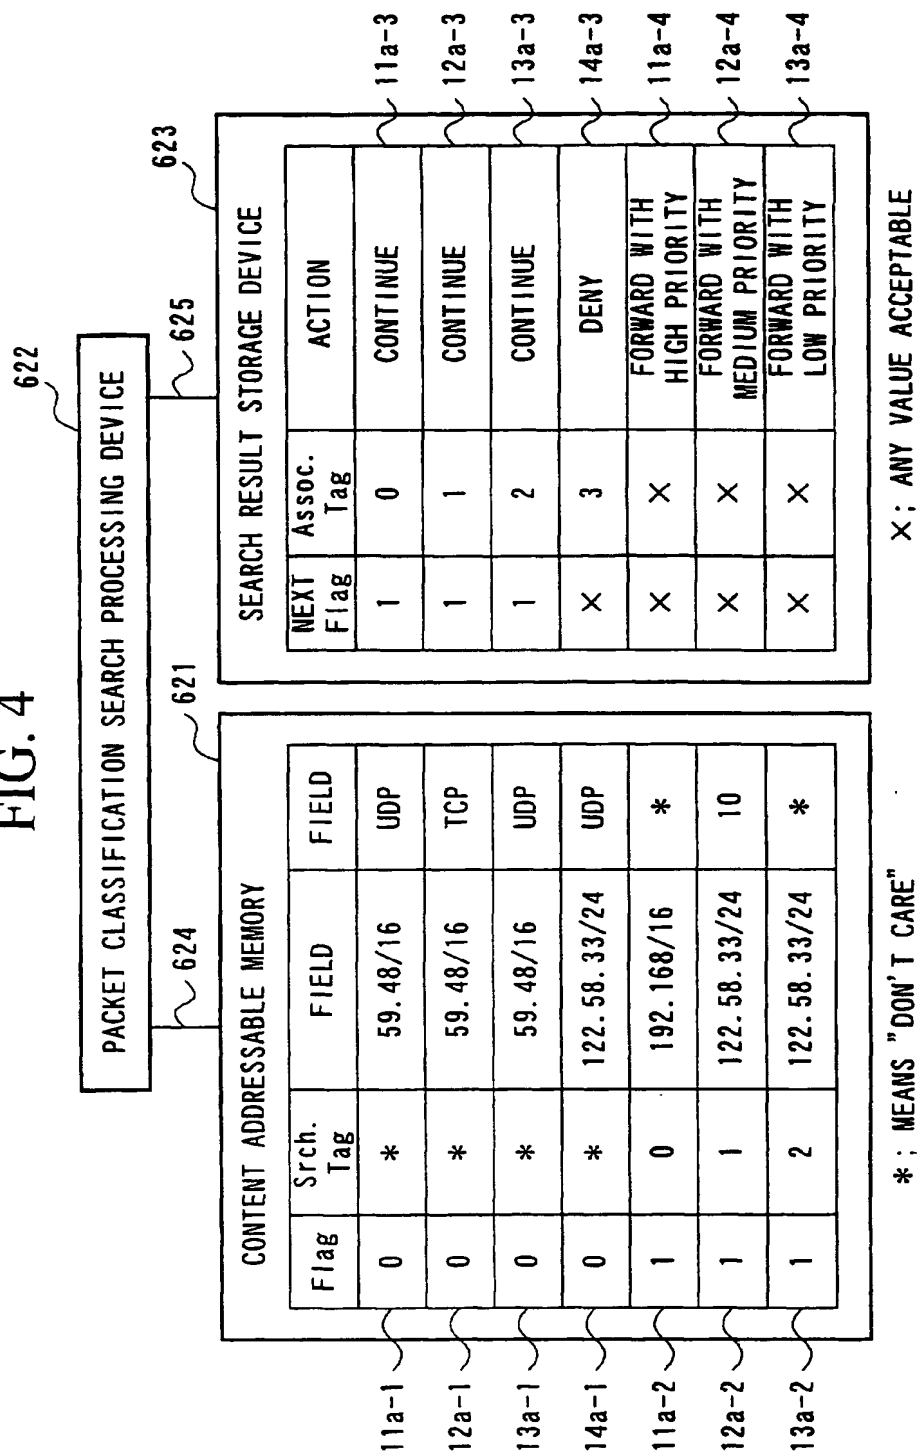 FIG. 4
622
PACKET CLASSIFICATION SEARCH PROCESSING DEVICE
624
625
621
623
CONTENT ADDRESSABLE MEMORY
Flag Srch. Tag FIELD FIELD
11a-1 0 * 59.48/16 UDP
12a-1 0 * 59.48/16 TCP
13a-1 0 * 59.48/16 UDP
14a-1 0 * 122.58.33/24 UDP
11a-2 1 0 192.168/16 *
12a-2 1 1 122.58.33/24 10
13a-2 1 2 122.58.33/24 *
*; MEANS "DON'T CARE"
SEARCH RESULT STORAGE DEVICE
NEXT Flag Assoc. Tag ACTION
1 0 CONTINUE 11a-3
1 1 CONTINUE 12a-3
1 2 CONTINUE 13a-3
× 3 DENY 14a-3
× × FORWARD WITH HIGH PRIORITY 11a-4
× × FORWARD WITH MEDIUM PRIORITY 12a-4
× × FORWARD WITH LOW PRIORITY 13a-4
×; ANY VALUE ACCEPTABLE